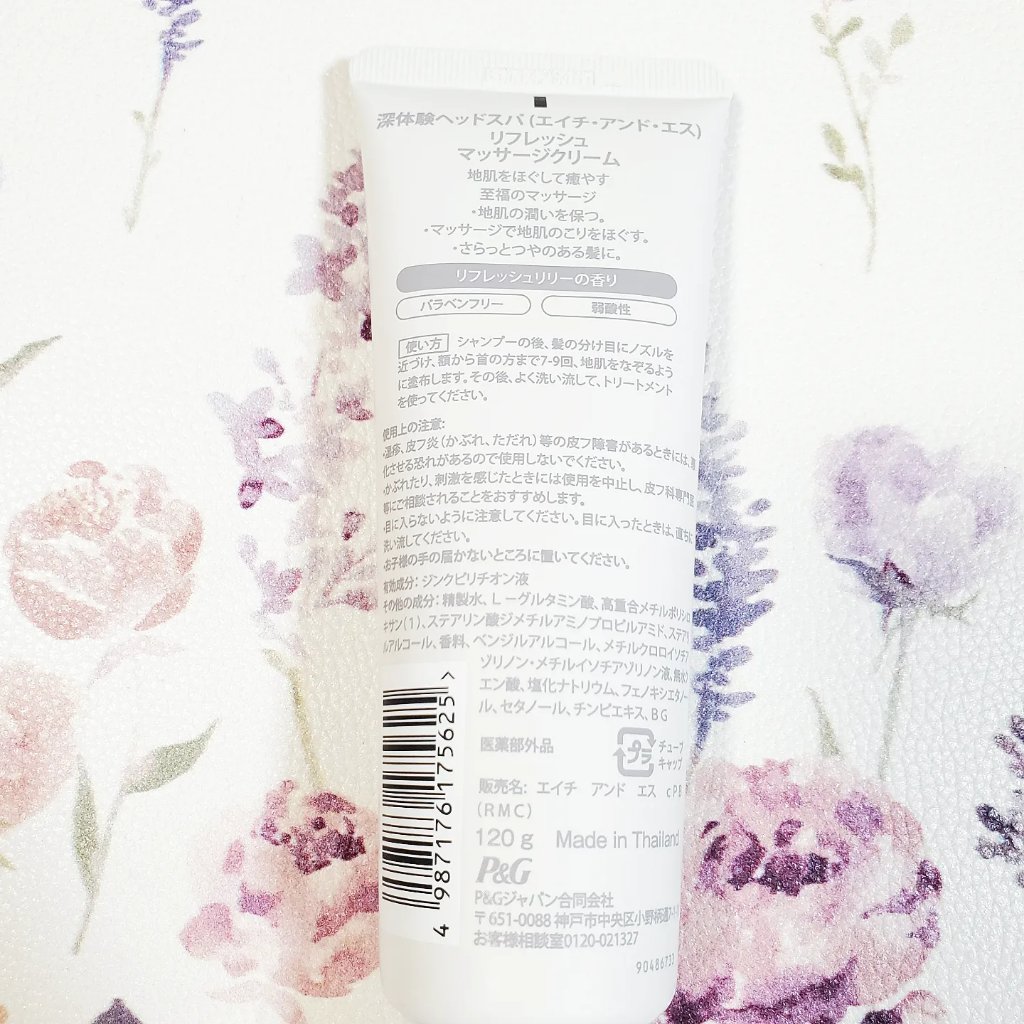 深体験ヘッドスパ(エイチ・アンド・エス)
リフレッシュ
マッサージクリーム
地肌をほぐして癒やす
至福のマッサージ
・地肌の潤いを保つ。
・マッサージで地肌のこりをほぐす。
・さらっとつやのある髪に。
リフレッシュリリーの香り
パラベンフリー 弱酸性
使い方 シャンプーの後、髪の分け目にノズルを
近づけ、額から首の方まで7-9回、地肌をなぞるよう
に塗布します。その後、よく洗い流して、トリートメント
を使ってください。
使用上の注意:
・湿疹、皮フ炎(かぶれ、ただれ)等の皮フ障害があるときには、
化させる恐れがあるので使用しないでください。
・かぶれたり、刺激を感じたときには使用を中止し、皮フ科専門医
等にご相談されることをおすすめします。
・目に入らないように注意してください。目に入ったときは、直ちに
洗い流してください。
・お子様の手の届かないところに置いてください。
有効成分:ジンクピリチオン液
その他の成分:精製水、L-グルタミン酸、高重合メチルポリシロ
キサン(1)、ステアリン酸ジメチルアミノプロピルアミド、ステアリ
ルアルコール、香料、ベンジルアルコール、メチルクロロイソチア
ゾリノン・メチルイソチアゾリノン液、無水ク
エン酸、塩化ナトリウム、フェノキシエタノー
ル、セタノール、チンピエキス、BG
医薬部外品
プラ
チューブ
キャップ
販売名: エイチ アンド エス cPB
(RMC)
120g Made in Thailand
P&G
P&Gジャパン合同会社
〒651-0088 神戸市中央区小野柄通7-
お客様相談室0120-021327
90486733
4 987176 175625 >